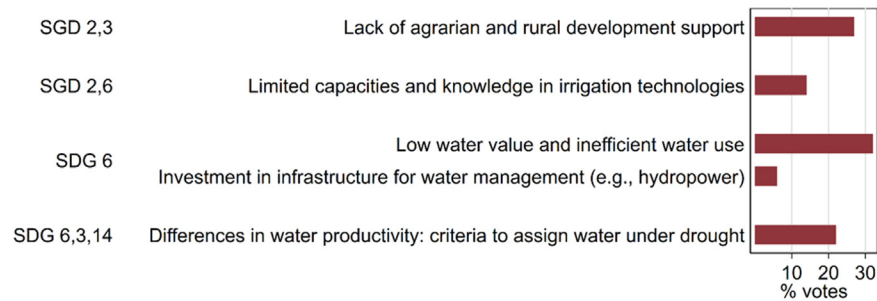 SGD 2,3 Lack of agrarian and rural development support
SGD 2,6 Limited capacities and knowledge in irrigation technologies
Low water value and inefficient water use
SDG 6
Investment in infrastructure for water management (e.g., hydropower)
SDG 6,3,14 Differences in water productivity: criteria to assign water under drought
10 20 30
% votes